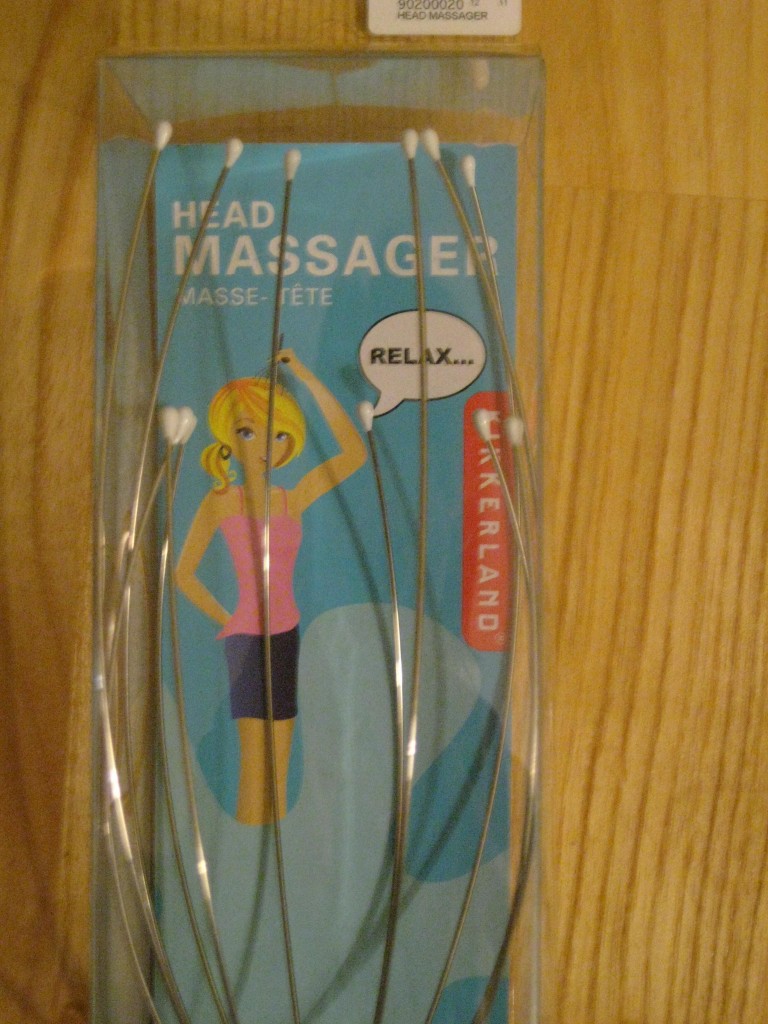 90200020
HEAD MASSAGER
HEAD
MASSAGER
MASSE-TÊTE
RELAX...
KIKKERLAND®